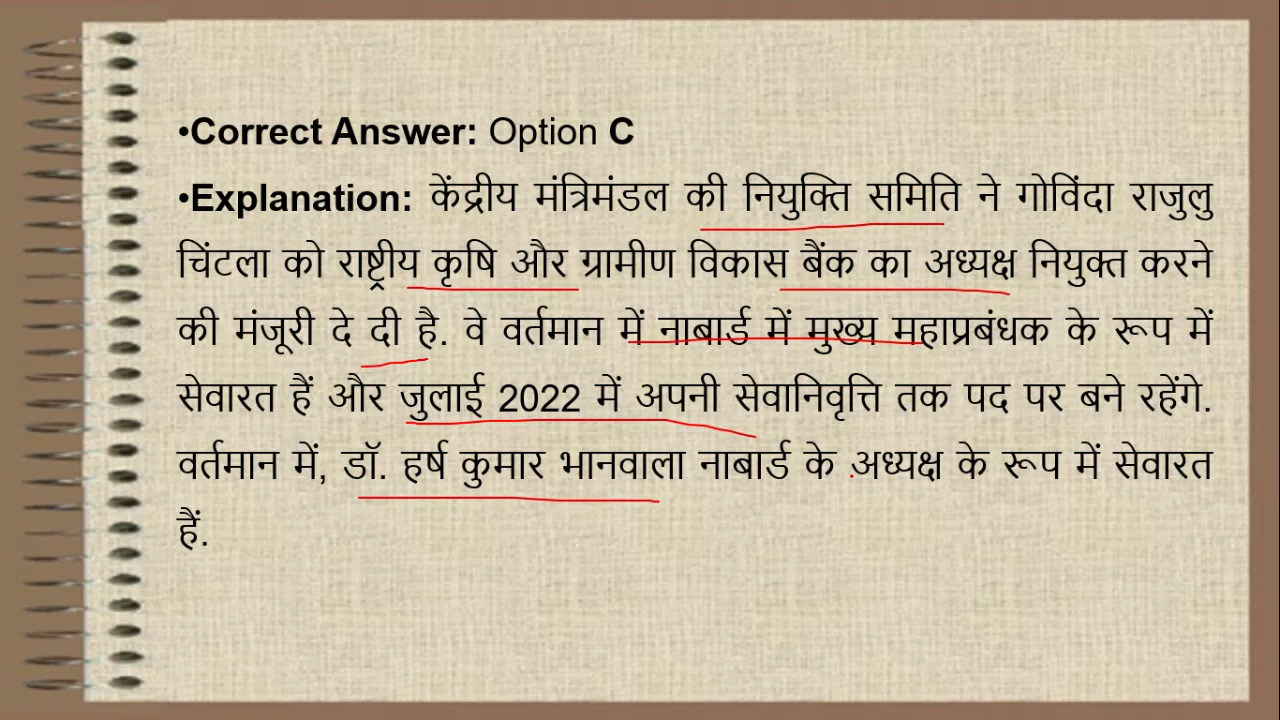 •Correct Answer: Option C
•Explanation: केंद्रीय मंत्रिमंडल की नियुक्ति समिति ने गोविंदा राजुलु
चिंटला को राष्ट्रीय कृषि और ग्रामीण विकास बैंक का अध्यक्ष नियुक्त करने
की मंजूरी दे दी है. वे वर्तमान में नाबार्ड में मुख्य महाप्रबंधक के रूप में
सेवारत हैं और जुलाई 2022 में अपनी सेवानिवृत्ति तक पद पर बने रहेंगे.
वर्तमान में, डॉ. हर्ष कुमार भानवाला नाबार्ड के अध्यक्ष के रूप में सेवारत
हैं.